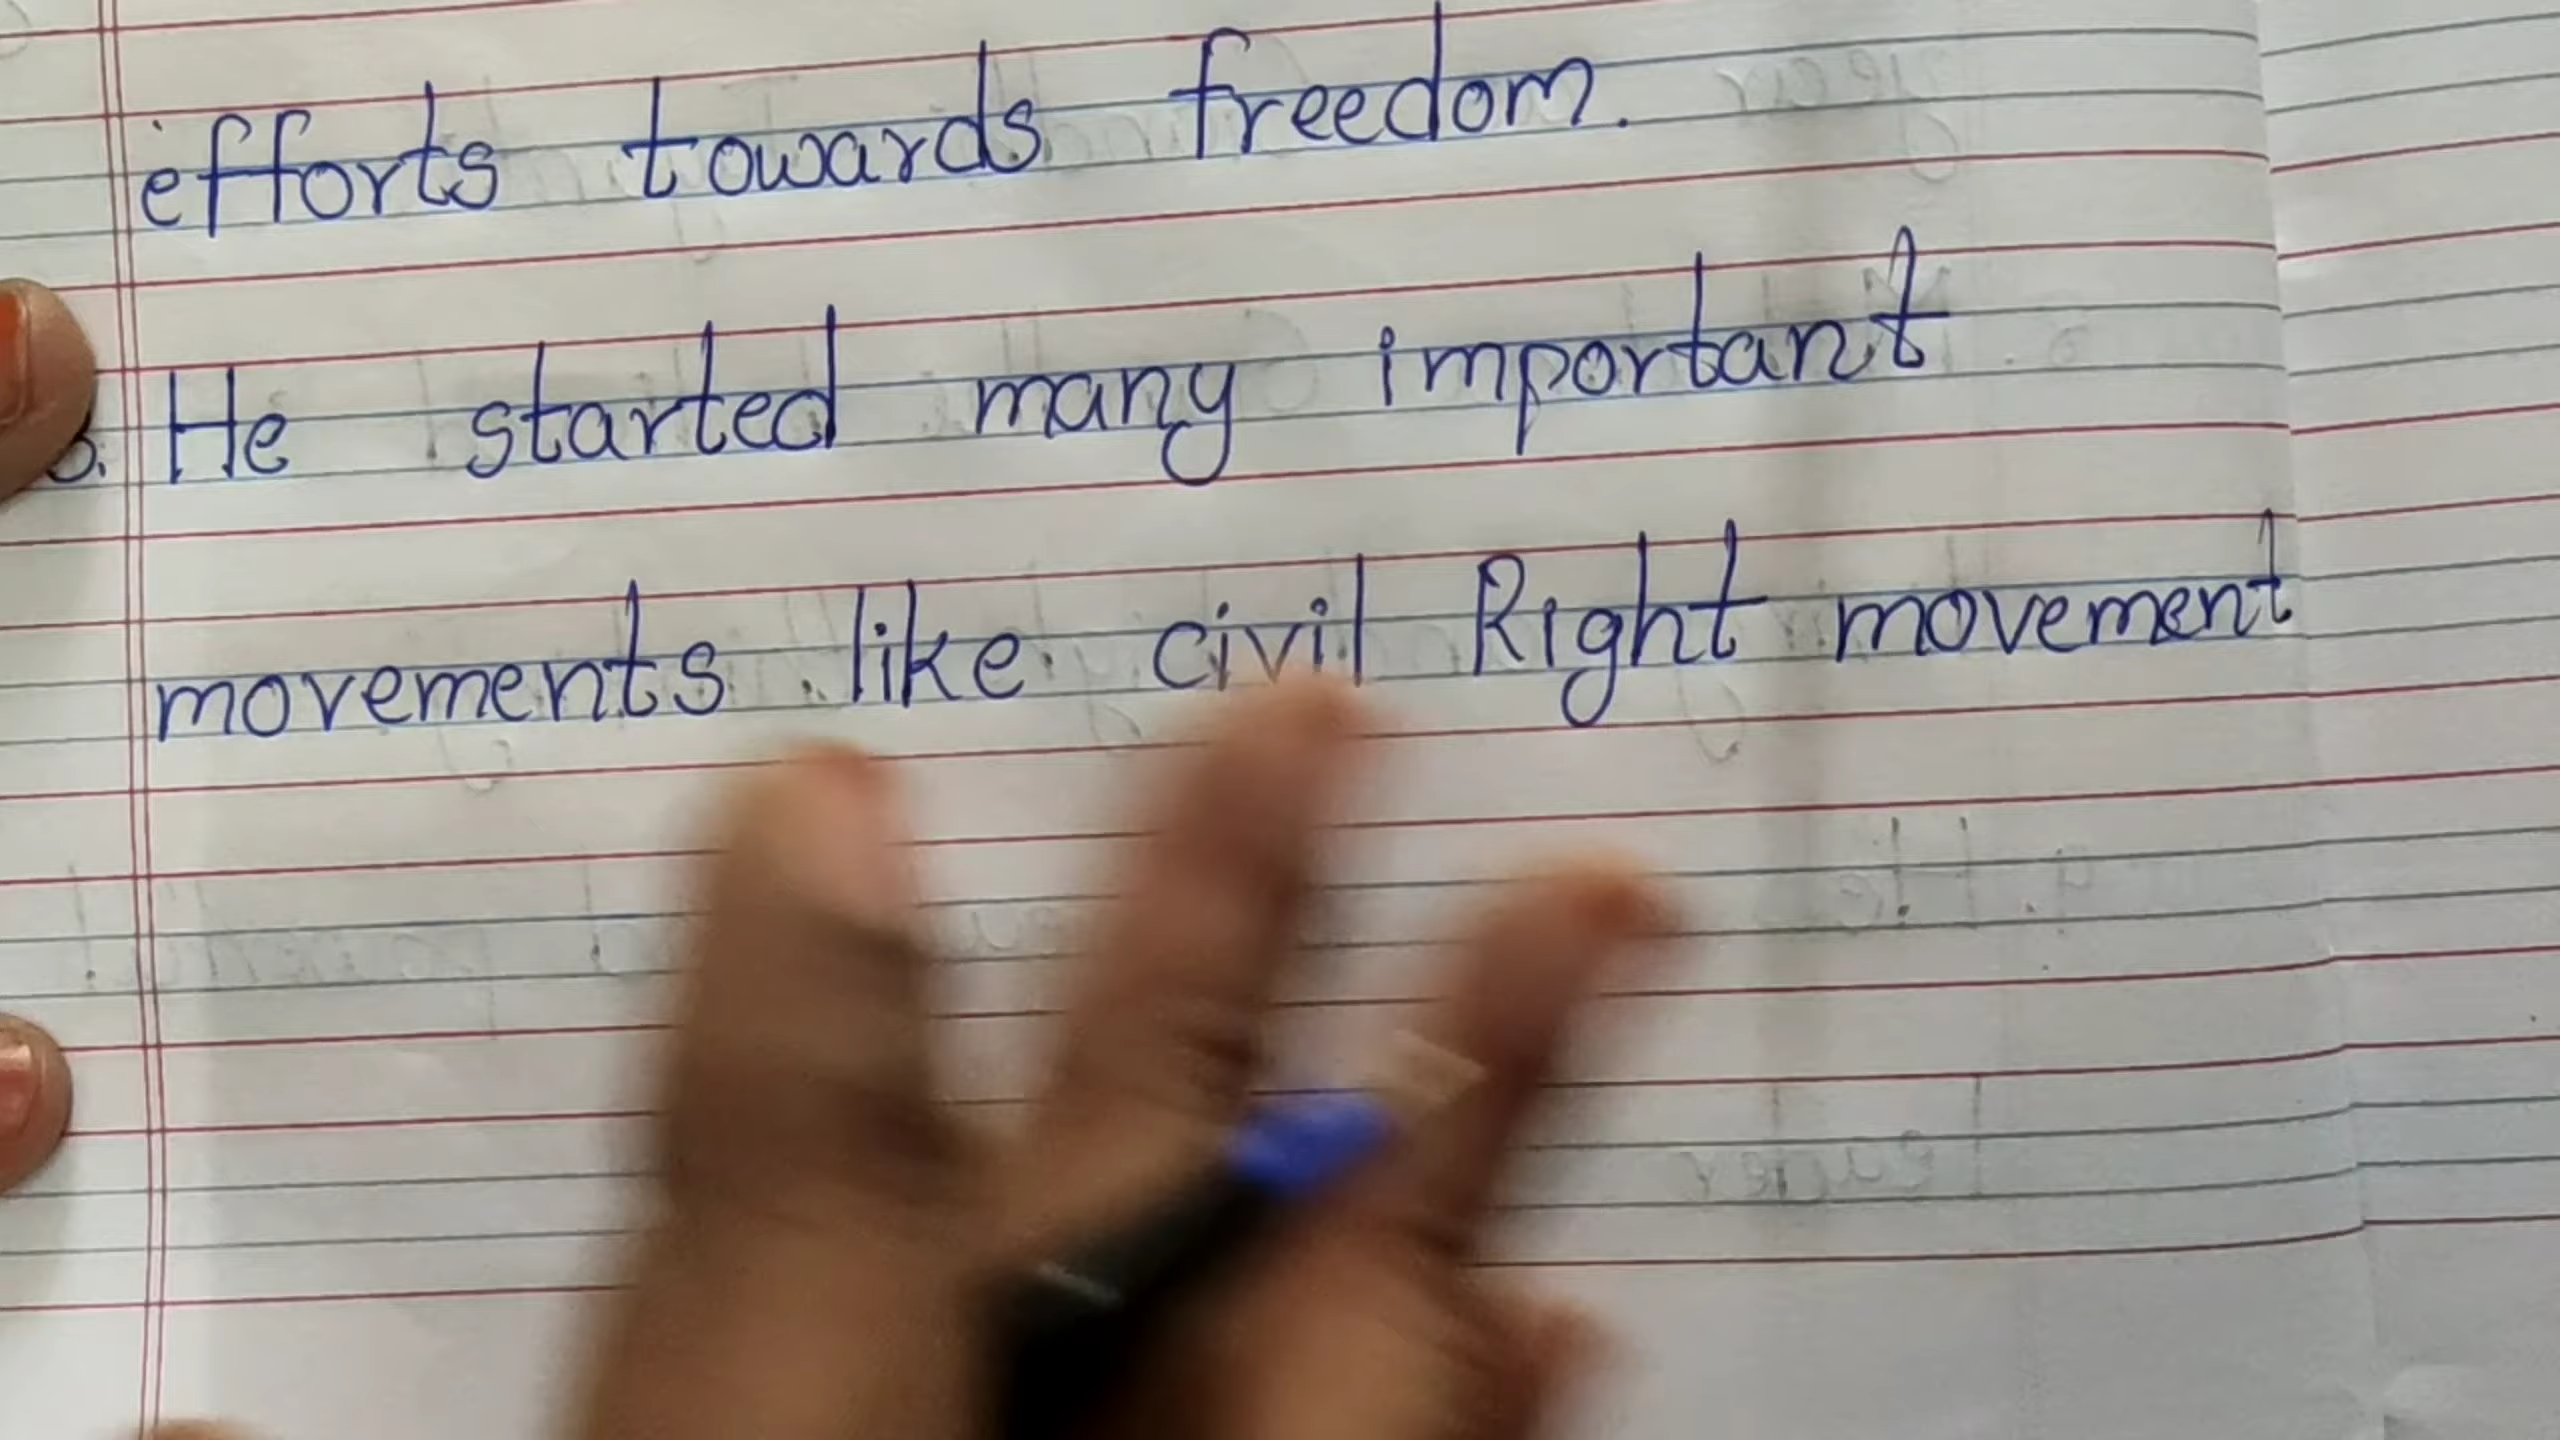 efforts towards freedom.
He started many important
movements like civil Right movement